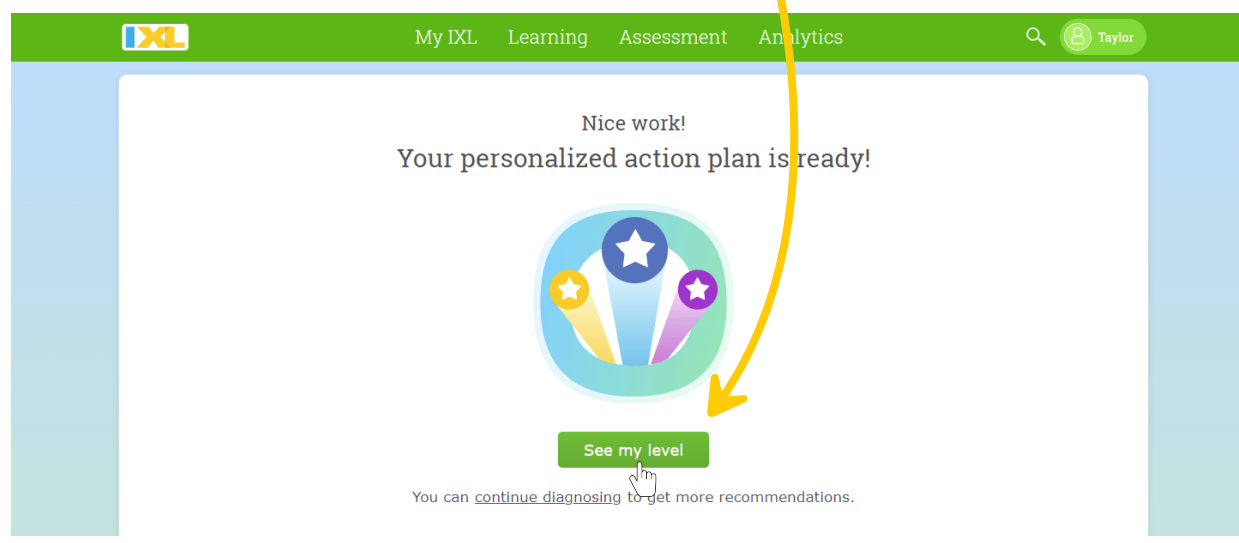 IXL
My IXL Learning Assessment Analytics
Taylor
Nice work!
Your personalized action plan is ready!
See my level
You can continue diagnosing to get more recommendations.